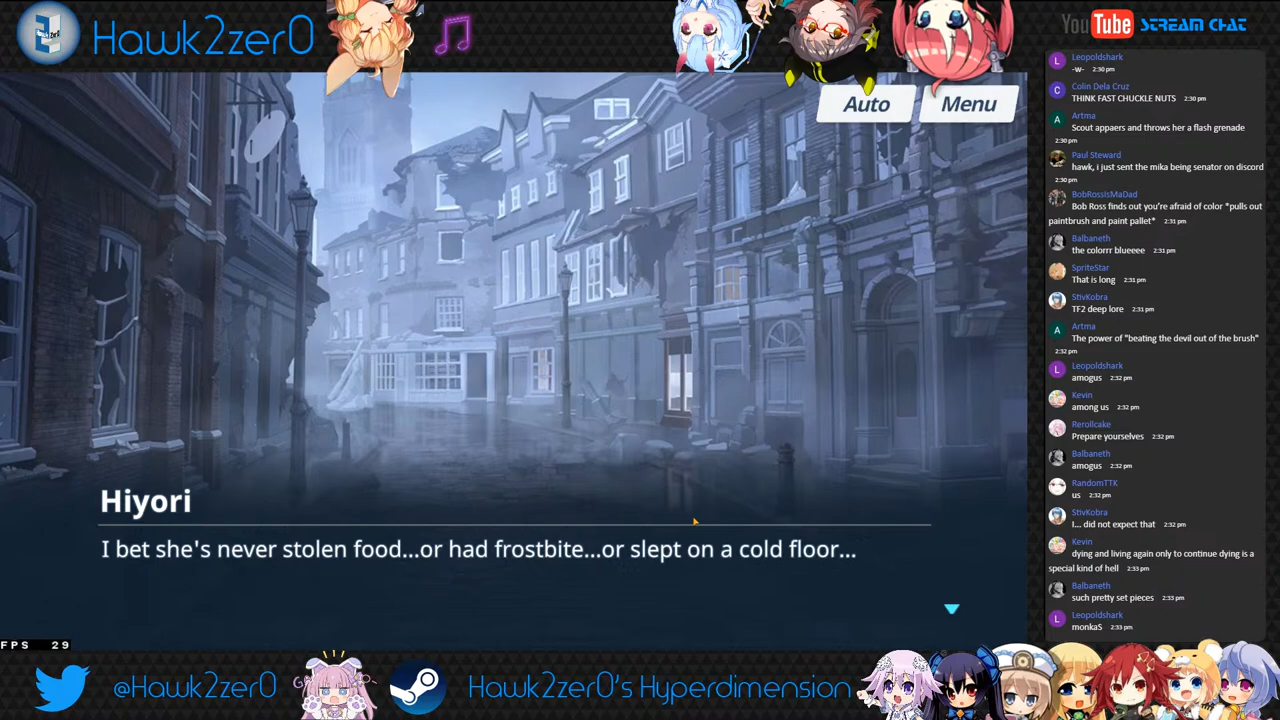 Hawk2zer0
YouTube STREAM CHAT
Auto
Menu
Leopoldshark
-w- 2:30 pm
C
Colin Dela Cruz
THINK FAST CHUCKLE NUTS 2:30 pm
A
Artma
Scout appaers and throws her a flash grenade
2:30 pm
Paul Steward
hawk, i just sent the mika being senator on discord
2:30 pm
BobRossIsMaDad
Bob Ross finds out you're afraid of color *pulls out
paintbrush and paint pallet* 2:31 pm
Balbaneth
the colorrr blueeee 2:31 pm
SpriteStar
That is long 2:31 pm
StivKobra
TF2 deep lore 2:31 pm
A
Artma
The power of "beating the devil out of the brush"
2:32 pm
L
Leopoldshark
amogus 2:32 pm
Kevin
among us 2:32 pm
Rerollcake
Prepare yourselves 2:32 pm
Balbaneth
amogus 2:32 pm
RandomTTK
us 2:32 pm
StivKobra
I... did not expect that 2:32 pm
Kevin
dying and living again only to continue dying is a
special kind of hell 2:33 pm
Balbaneth
such pretty set pieces 2:33 pm
L
Leopoldshark
monkaS 2:33 pm
Hiyori
I bet she's never stolen food...or had frostbite...or slept on a cold floor...
FPS 29
@Hawk2zer0
Hawk2zer0's Hyperdimension